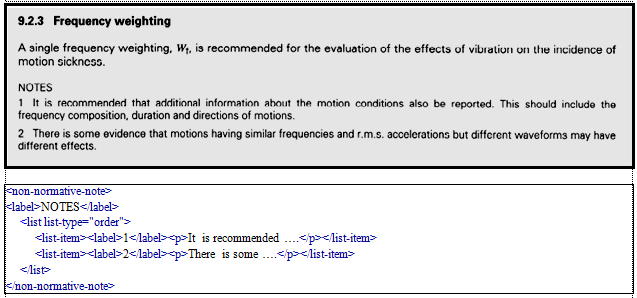 9.2.3 Frequency weighting
A single frequency weighting, Wf, is recommended for the evaluation of the effects of vibration on the incidence of
motion sickness.
NOTES
1 It is recommended that additional information about the motion conditions also be reported. This should include the
frequency composition, duration and directions of motions.
2 There is some evidence that motions having similar frequencies and r.m.s. accelerations but different waveforms may have
different effects.
<non-normative-note>
<label>NOTES</label>
<list list-type="order">
<list-item><label>1</label><p>It is recommended ….</p></list-item>
<list-item><label>2</label><p>There is some ….</p></list-item>
</list>
</non-normative-note>